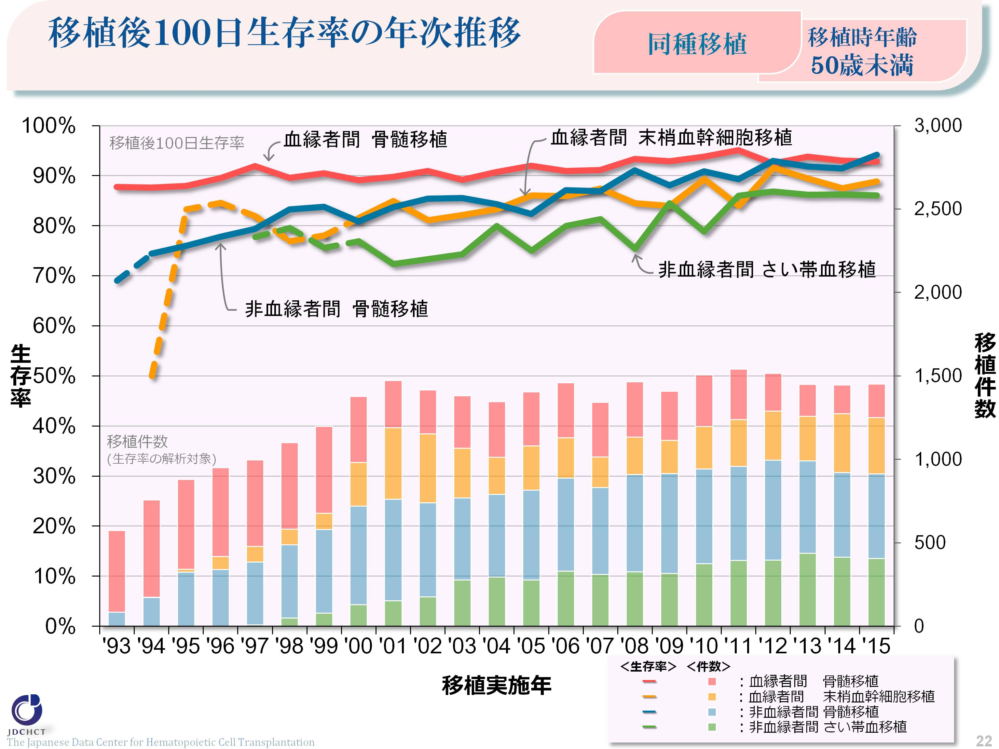 移植後100日生存率の年次推移
同種移植
移植時年齢
50歳未満
移植後100日生存率
血縁者間 骨髄移植
血縁者間 末梢血幹細胞移植
非血縁者間 さい帯血移植
非血縁者間 骨髄移植
移植件数
(生存率の解析対象)
生存率
100%
90%
80%
70%
60%
50%
40%
30%
20%
10%
0%
3,000
2,500
2,000
1,500
1,000
500
0
移植件数
'93 '94 '95 '96 '97 '98 '99 '00 '01 '02 '03 '04 '05 '06 '07 '08 '09 '10 '11 '12 '13 '14 '15
移植実施年
＜生存率＞ ＜件数＞
：血縁者間 骨髄移植
：血縁者間 末梢血幹細胞移植
：非血縁者間 骨髄移植
：非血縁者間 さい帯血移植
JDCHCT
The Japanese Data Center for Hematopoietic Cell Transplantation
22